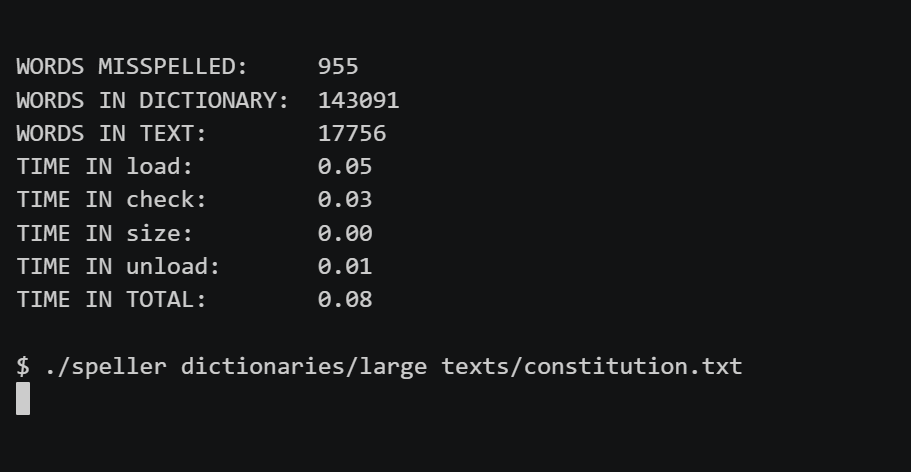 WORDS MISSPELLED:     955
WORDS IN DICTIONARY:  143091
WORDS IN TEXT:        17756
TIME IN load:         0.05
TIME IN check:        0.03
TIME IN size:         0.00
TIME IN unload:       0.01
TIME IN TOTAL:        0.08
$ ./speller dictionaries/large texts/constitution.txt